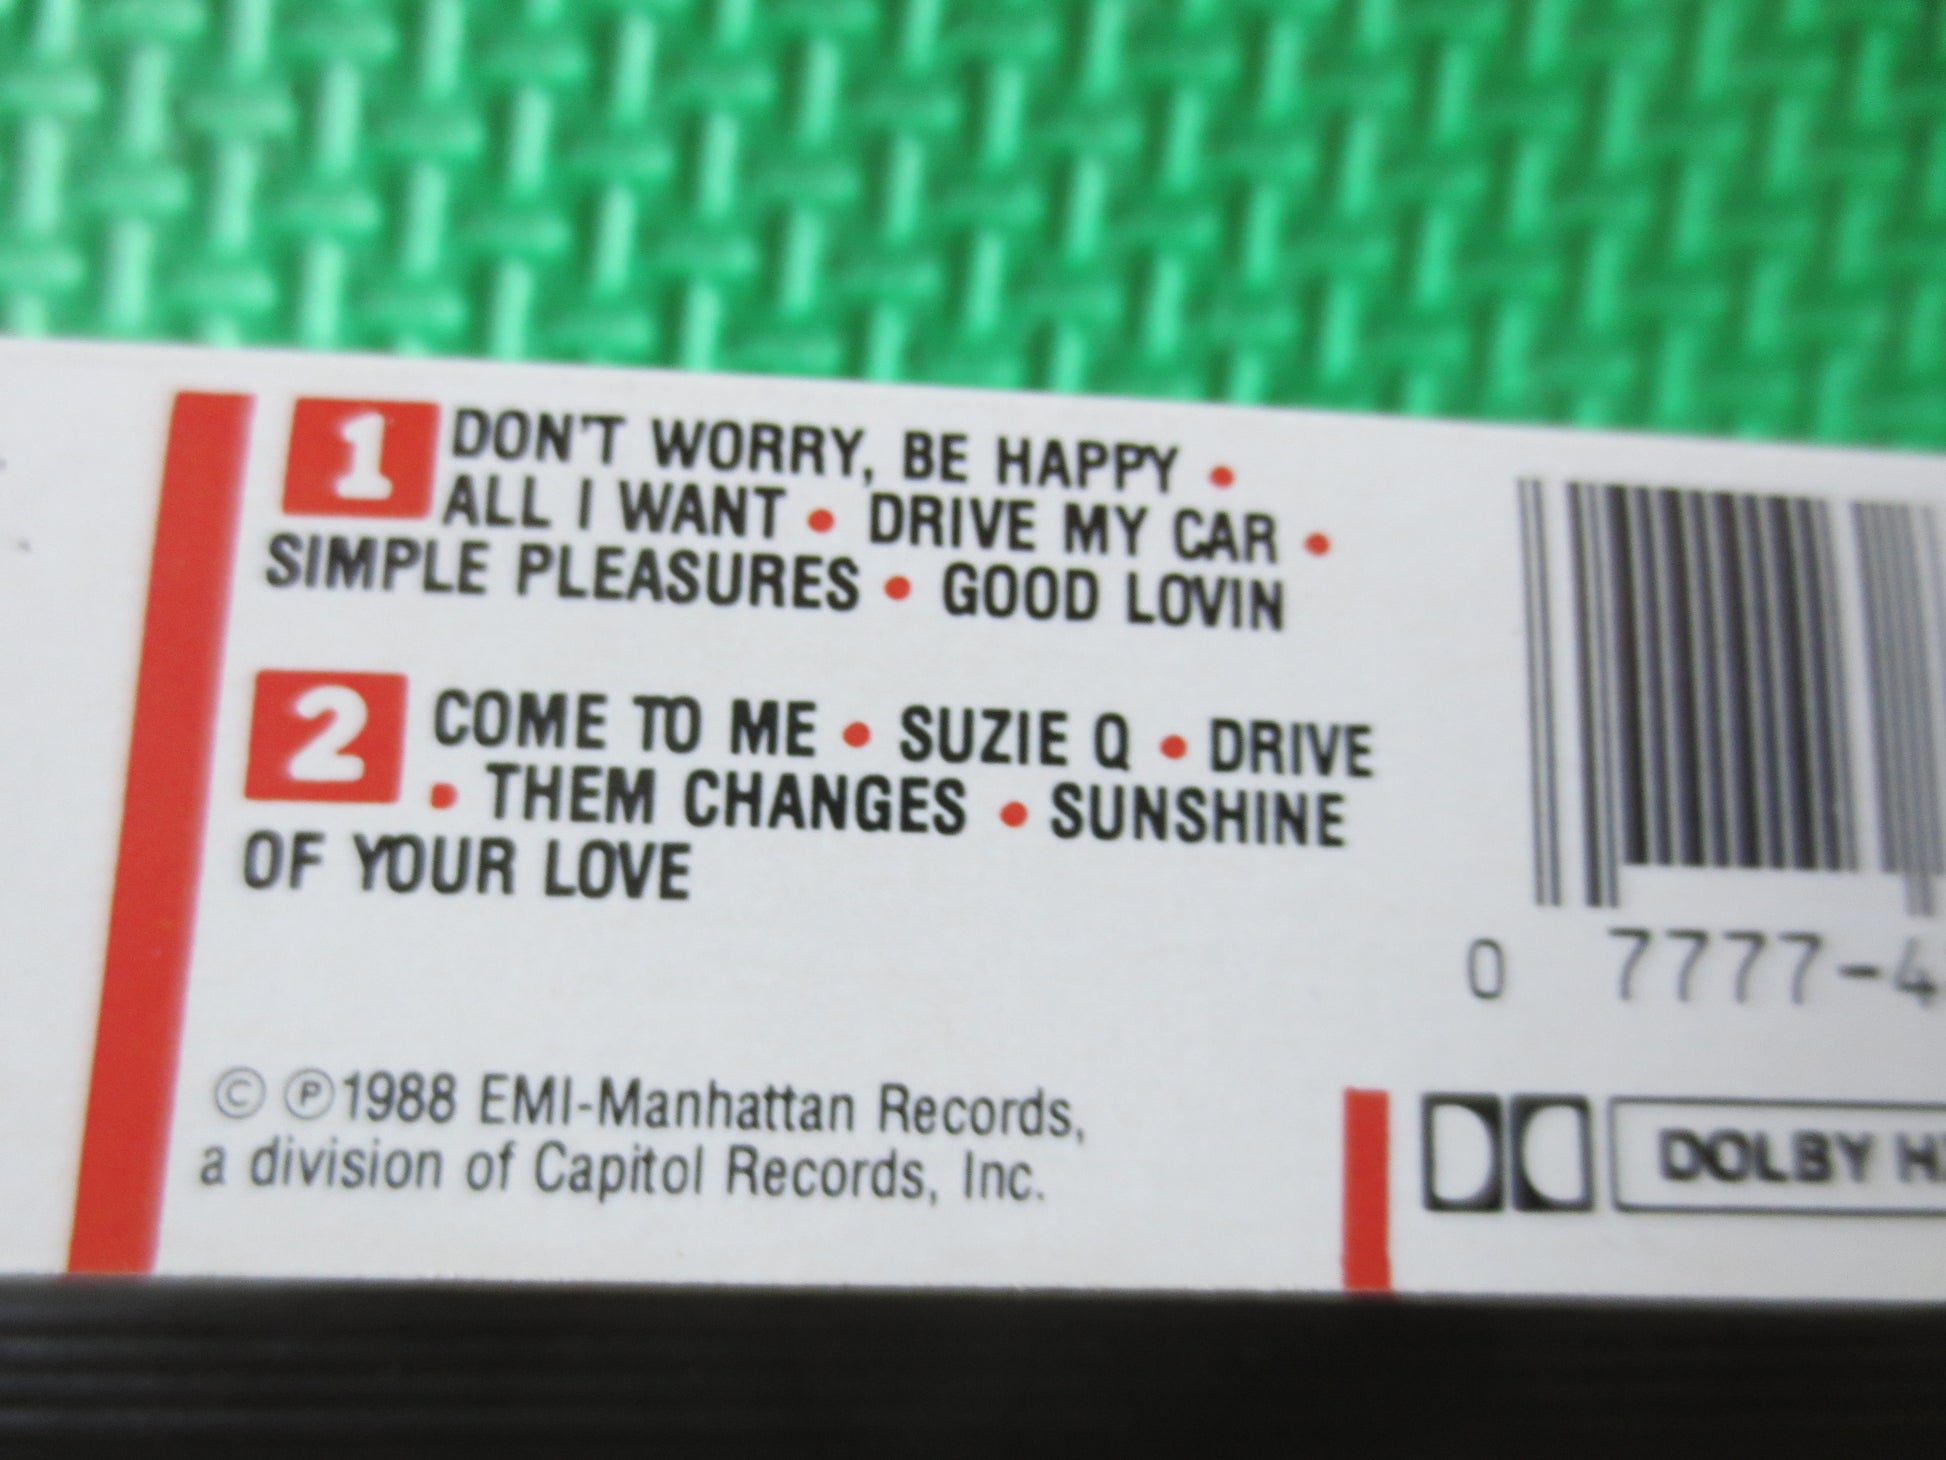 1 DON'T WORRY, BE HAPPY •
ALL I WANT • DRIVE MY CAR •
SIMPLE PLEASURES • GOOD LOVIN
2 COME TO ME • SUZIE Q • DRIVE
• THEM CHANGES • SUNSHINE
OF YOUR LOVE
0 7777-4
© ℗1988 EMI-Manhattan Records,
a division of Capitol Records, Inc.
DOLBY